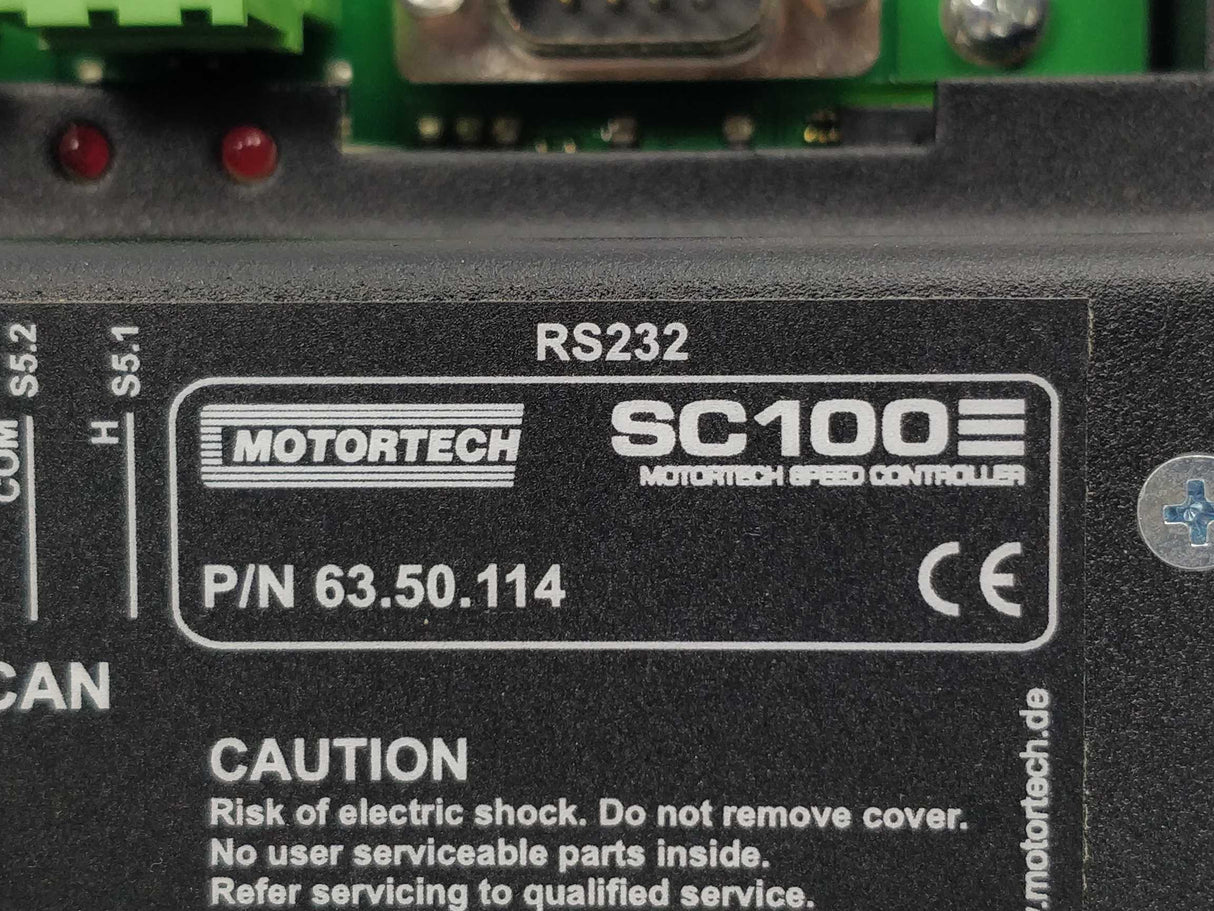 RS232
S5.2
S5.1
COM
H
MOTORTECH
SC100
MOTORTECH SPEED CONTROLLER
P/N 63.50.114
CE
CAN
CAUTION
Risk of electric shock. Do not remove cover.
No user serviceable parts inside.
Refer servicing to qualified service.
.motortech.de